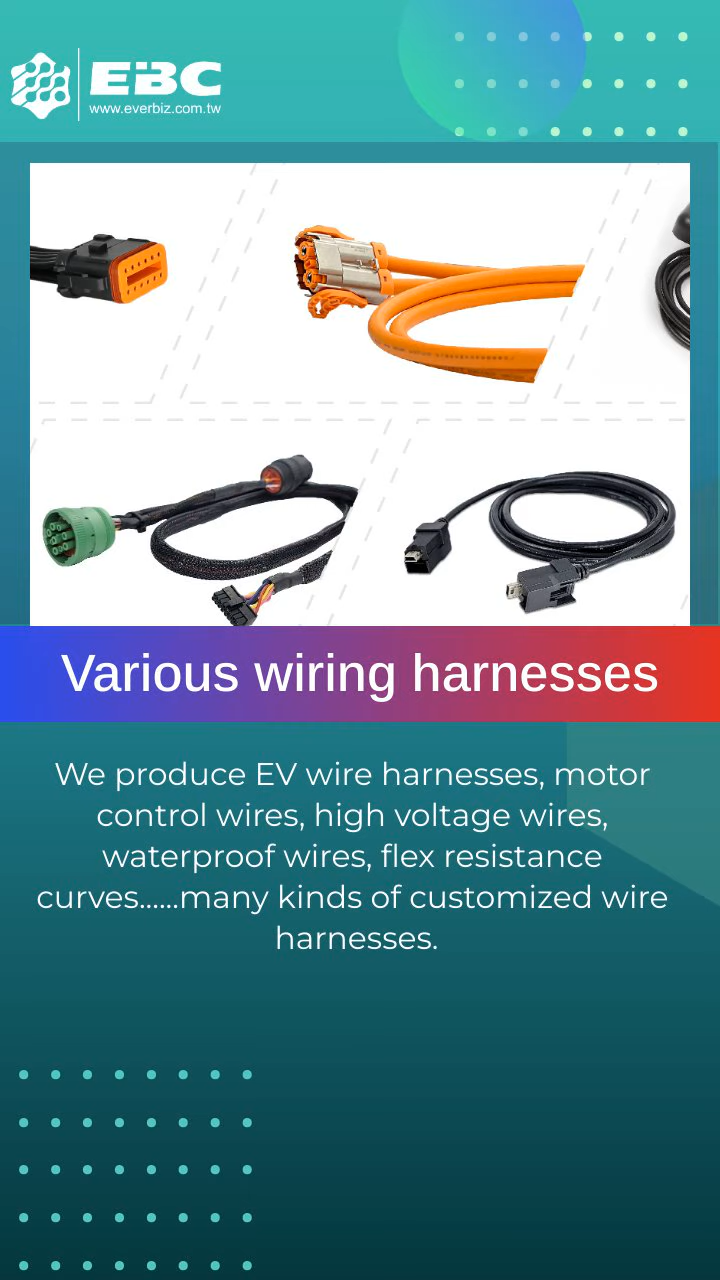 EBC
www.everbiz.com.tw
Various wiring harnesses
We produce EV wire harnesses, motor
control wires, high voltage wires,
waterproof wires, flex resistance
curves......many kinds of customized wire
harnesses.